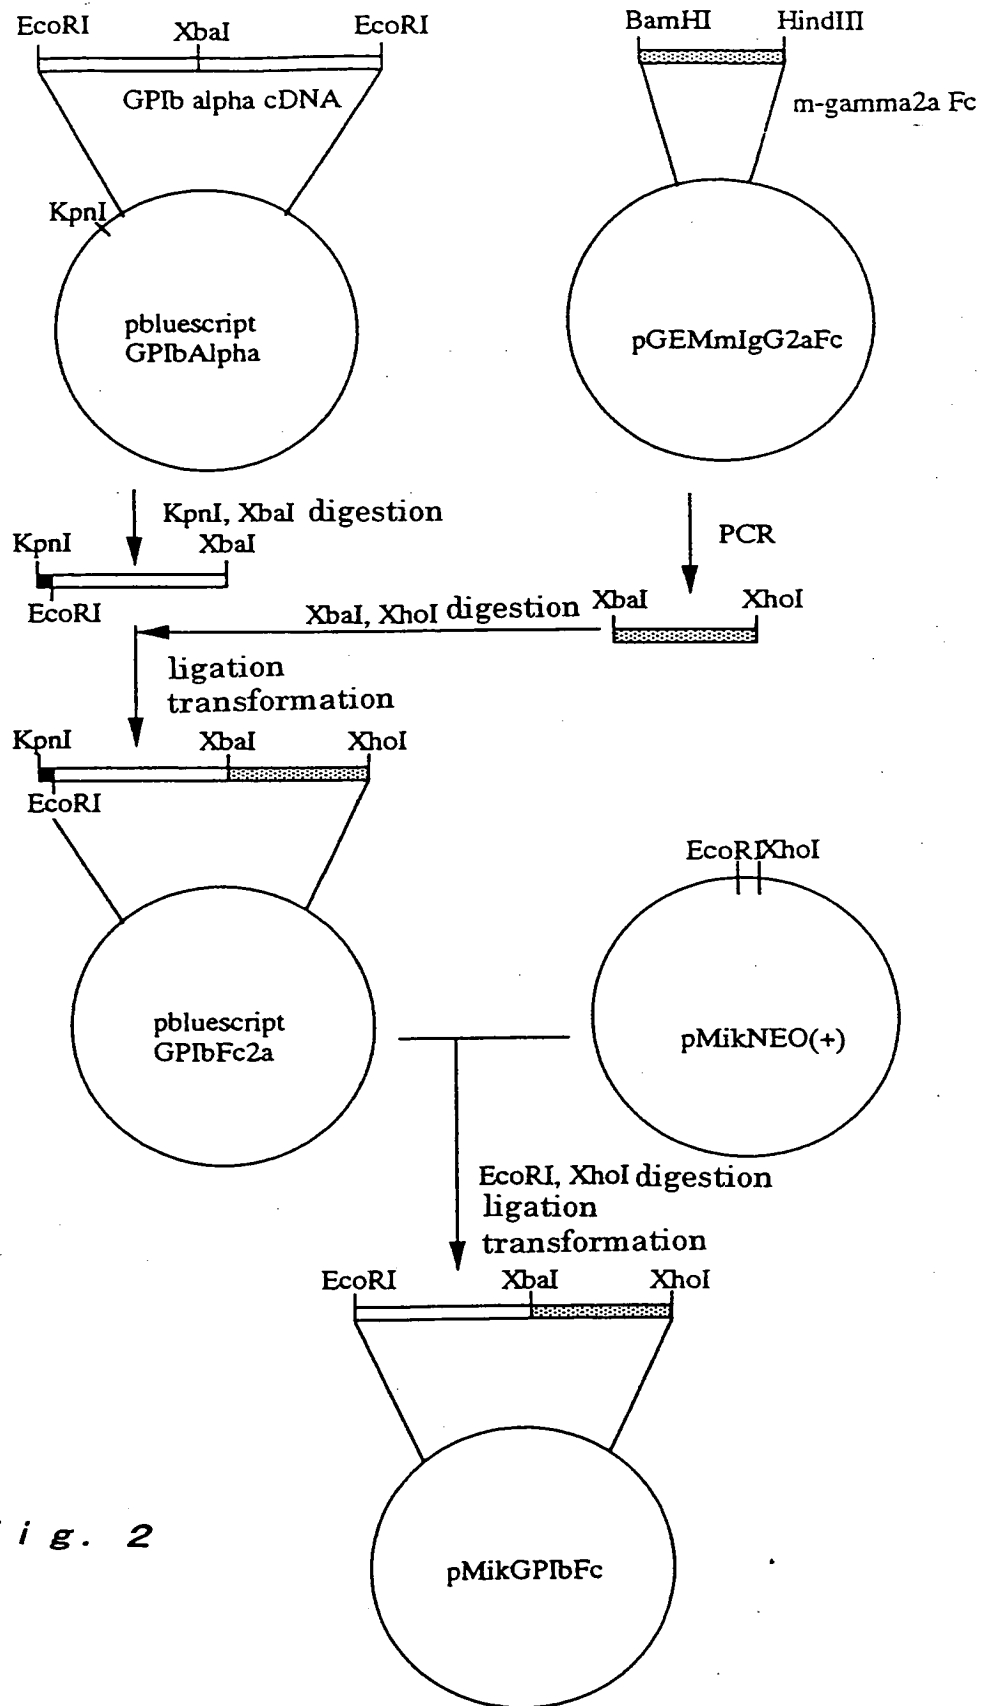 EcoRI XbaI EcoRI
GPIb alpha cDNA
KpnI
pbluescript
GPIbAlpha
BamHI HindIII
m-gamma2a Fc
pGEMmIgG2aFc
KpnI, XbaI digestion
KpnI XbaI
EcoRI
PCR
XbaI XhoI
XbaI, XhoI digestion
ligation
transformation
KpnI XbaI XhoI
EcoRI
pbluescript
GPIbFc2a
EcoRI XhoI
pMikNEO(+)
EcoRI, XhoI digestion
ligation
transformation
EcoRI XbaI XhoI
pMikGPIbFc
ig. 2